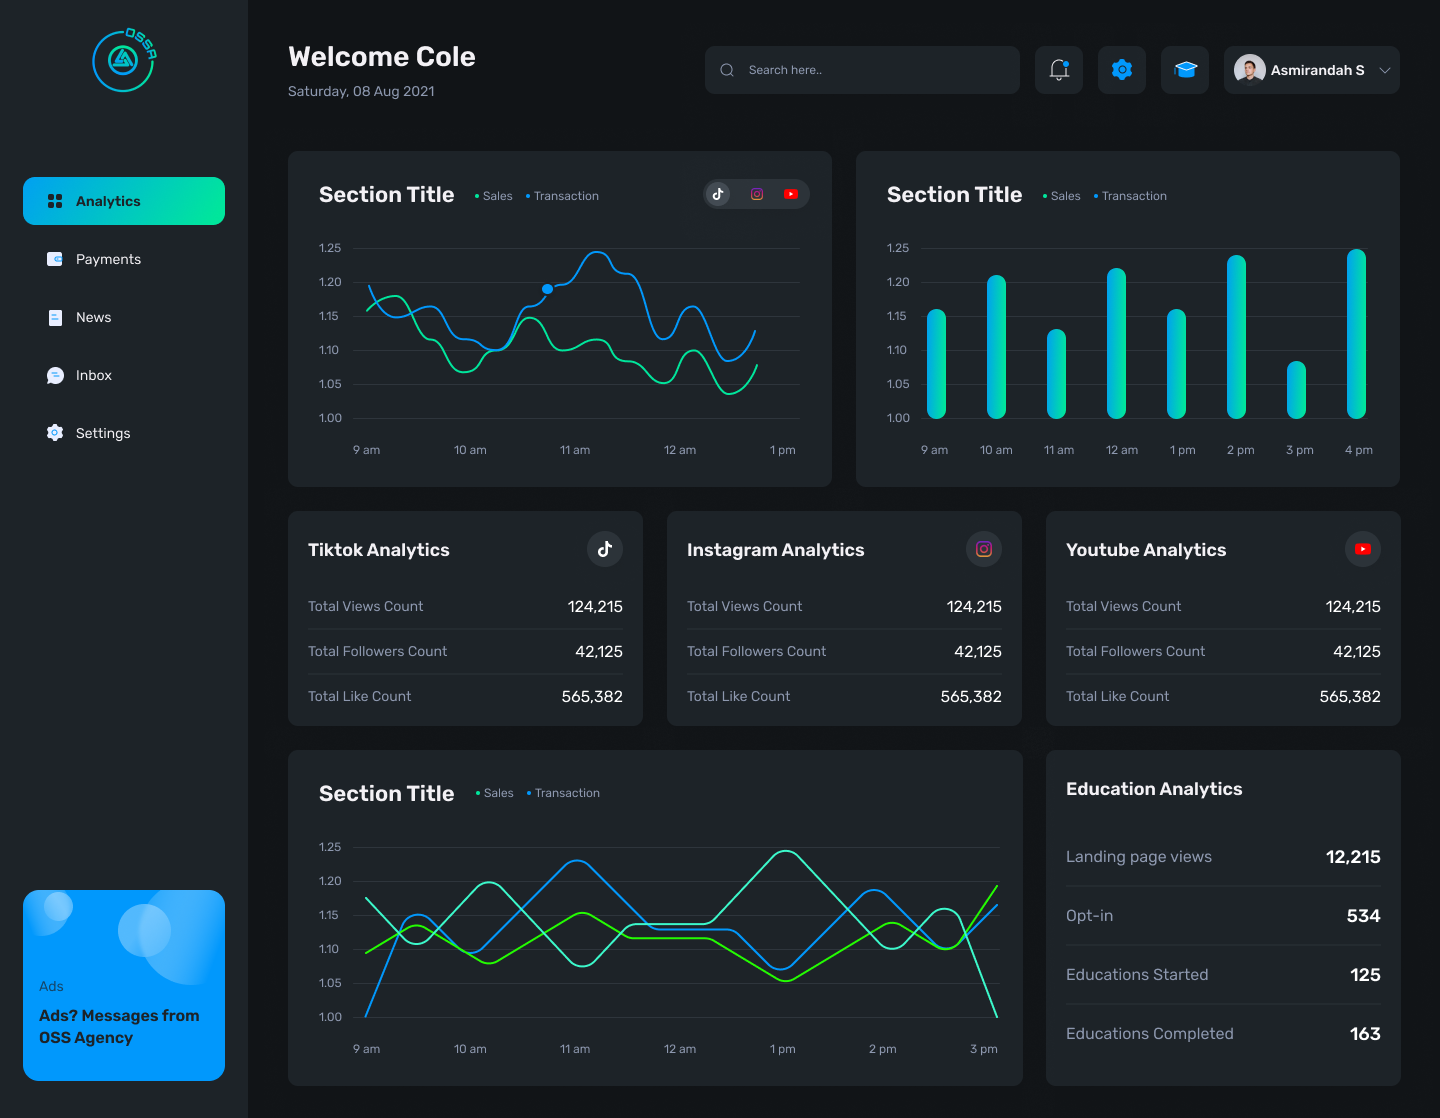 OSSA
Analytics
Payments
News
Inbox
Settings
Ads
Ads? Messages from
OSS Agency
Welcome Cole
Saturday, 08 Aug 2021
Search here..
Asmirandah S
Section Title
Sales
Transaction
1.25
1.20
1.15
1.10
1.05
1.00
9 am
10 am
11 am
12 am
1 pm
Section Title
Sales
Transaction
1.25
1.20
1.15
1.10
1.05
1.00
9 am
10 am
11 am
12 am
1 pm
2 pm
3 pm
4 pm
Tiktok Analytics
Total Views Count 124,215
Total Followers Count 42,125
Total Like Count 565,382
Instagram Analytics
Total Views Count 124,215
Total Followers Count 42,125
Total Like Count 565,382
Youtube Analytics
Total Views Count 124,215
Total Followers Count 42,125
Total Like Count 565,382
Section Title
Sales
Transaction
1.25
1.20
1.15
1.10
1.05
1.00
9 am
10 am
11 am
12 am
1 pm
2 pm
3 pm
Education Analytics
Landing page views 12,215
Opt-in 534
Educations Started 125
Educations Completed 163